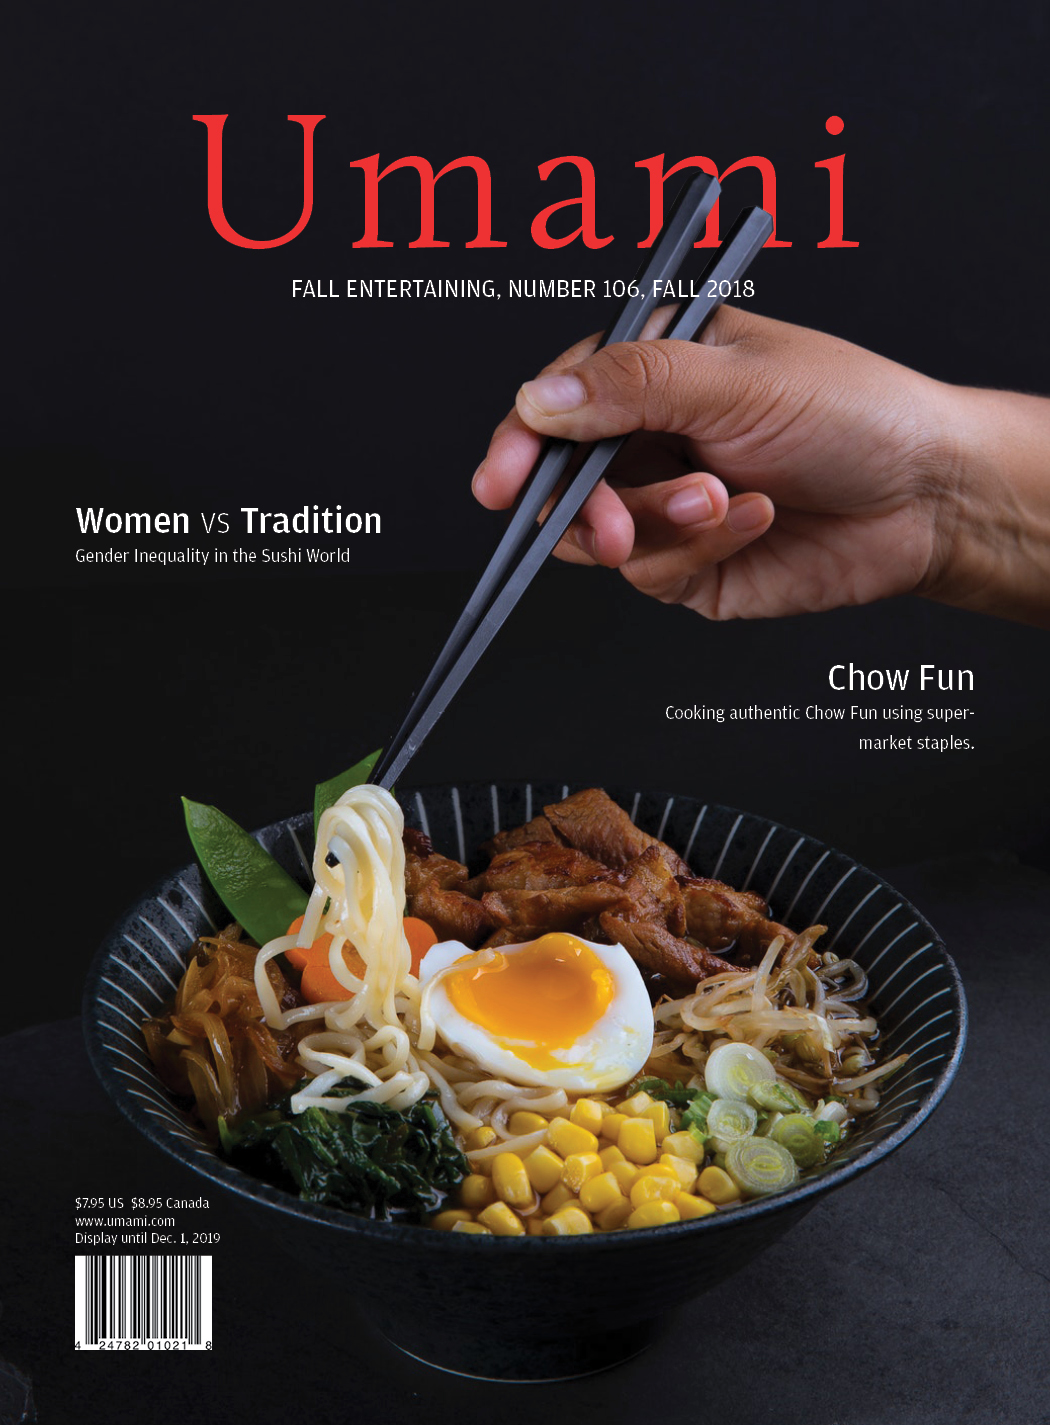 Umami
FALL ENTERTAINING, NUMBER 106, FALL 2018
Women VS Tradition
Gender Inequality in the Sushi World
Chow Fun
Cooking authentic Chow Fun using super-
market staples.
$7.95 US  $8.95 Canada
www.umami.com
Display until Dec. 1, 2019
4 24782 01021 8